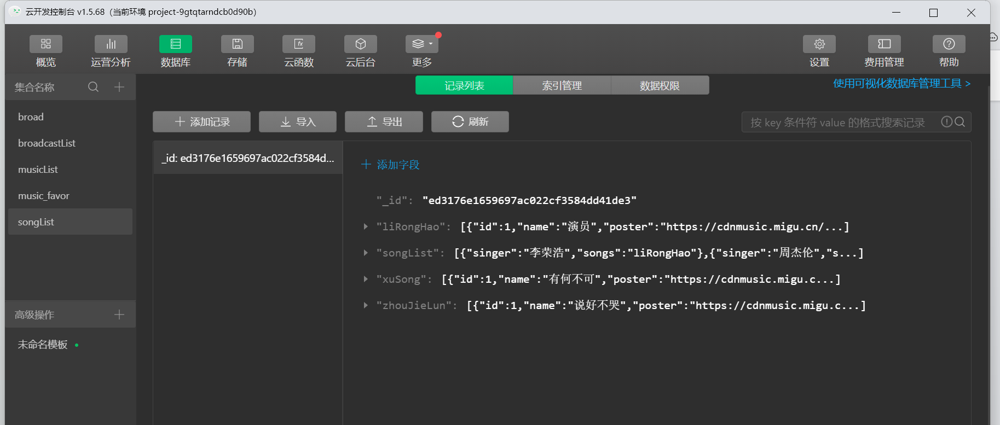 云开发控制台 v1.5.68（当前环境 project-9gtqtarndcb0d90b）
概览
运营分析
数据库
存储
云函数
云后台
更多
设置
费用管理
帮助
集合名称
broad
broadcastList
musicList
music_favor
songList
高级操作
未命名模板
记录列表
索引管理
数据权限
使用可视化数据库管理工具 >
添加记录
导入
导出
刷新
按 key 条件符 value 的格式搜索记录
_id: ed3176e1659697ac022cf3584d...
添加字段
"_id": "ed3176e1659697ac022cf3584dd41de3"
"liRongHao": [{"id":1,"name":"演员","poster":"https://cdnmusic.migu.cn/...]
"songList": [{"singer":"李荣浩","songs":"liRongHao"},{"singer":"周杰伦","s...]
"xuSong": [{"id":1,"name":"有何不可","poster":"https://cdnmusic.migu.c...]
"zhouJieLun": [{"id":1,"name":"说好不哭","poster":"https://cdnmusic.migu.c...]